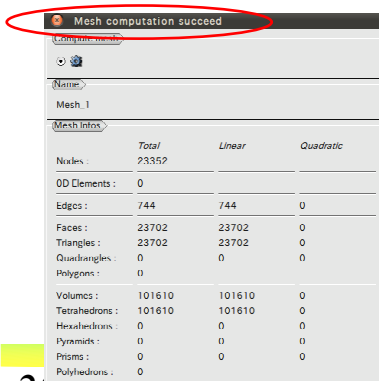 Mesh computation succeed
Compute mesh
Name
Mesh_1
Mesh Infos
Total Linear Quadratic
Nodes : 23352
0D Elements : 0
Edges : 744 744 0
Faces : 23702 23702 0
Triangles : 23702 23702 0
Quadrangles : 0 0 0
Polygons : 0
Volumes : 101610 101610 0
Tetrahedrons : 101610 101610 0
Hexahedrons : 0 0 0
Pyramids : 0 0 0
Prisms : 0 0 0
Polyhedrons : 0